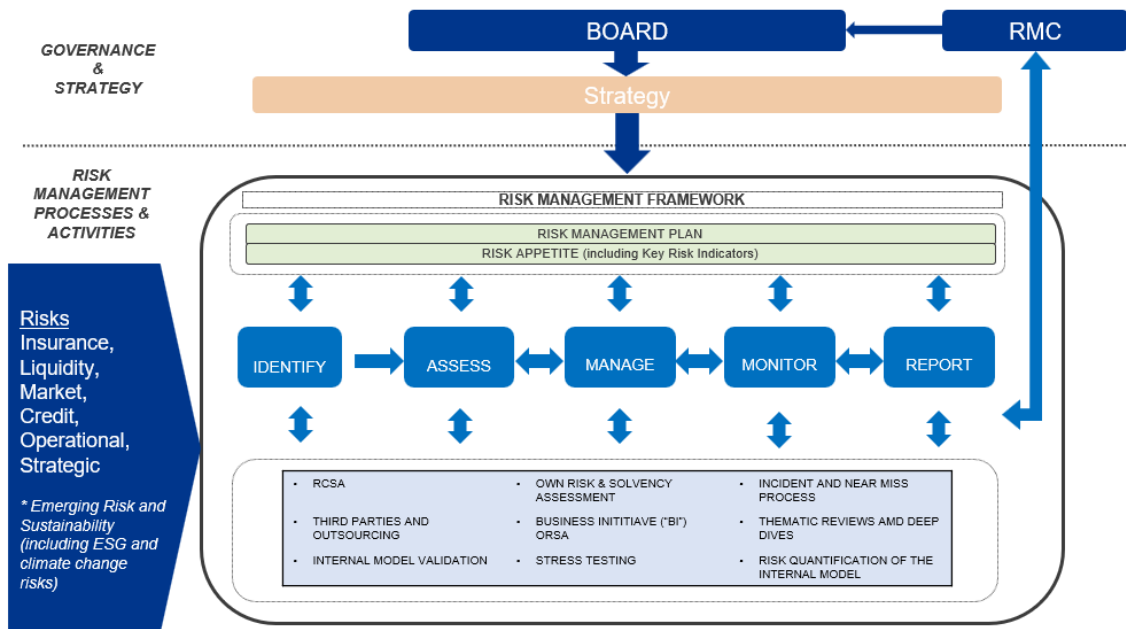 GOVERNANCE
&
STRATEGY
BOARD
RMC
Strategy
RISK
MANAGEMENT
PROCESSES &
ACTIVITIES
RISK MANAGEMENT FRAMEWORK
RISK MANAGEMENT PLAN
RISK APPETITE (including Key Risk Indicators)
Risks
Insurance,
Liquidity,
Market,
Credit,
Operational,
Strategic
* Emerging Risk and
Sustainability
(including ESG and
climate change
risks)
IDENTIFY
ASSESS
MANAGE
MONITOR
REPORT
• RCSA
• THIRD PARTIES AND
OUTSOURCING
• INTERNAL MODEL VALIDATION
• OWN RISK & SOLVENCY
ASSESSMENT
• BUSINESS INITITIAVE ("BI")
ORSA
• STRESS TESTING
• INCIDENT AND NEAR MISS
PROCESS
• THEMATIC REVIEWS AMD DEEP
DIVES
• RISK QUANTIFICATION OF THE
INTERNAL MODEL